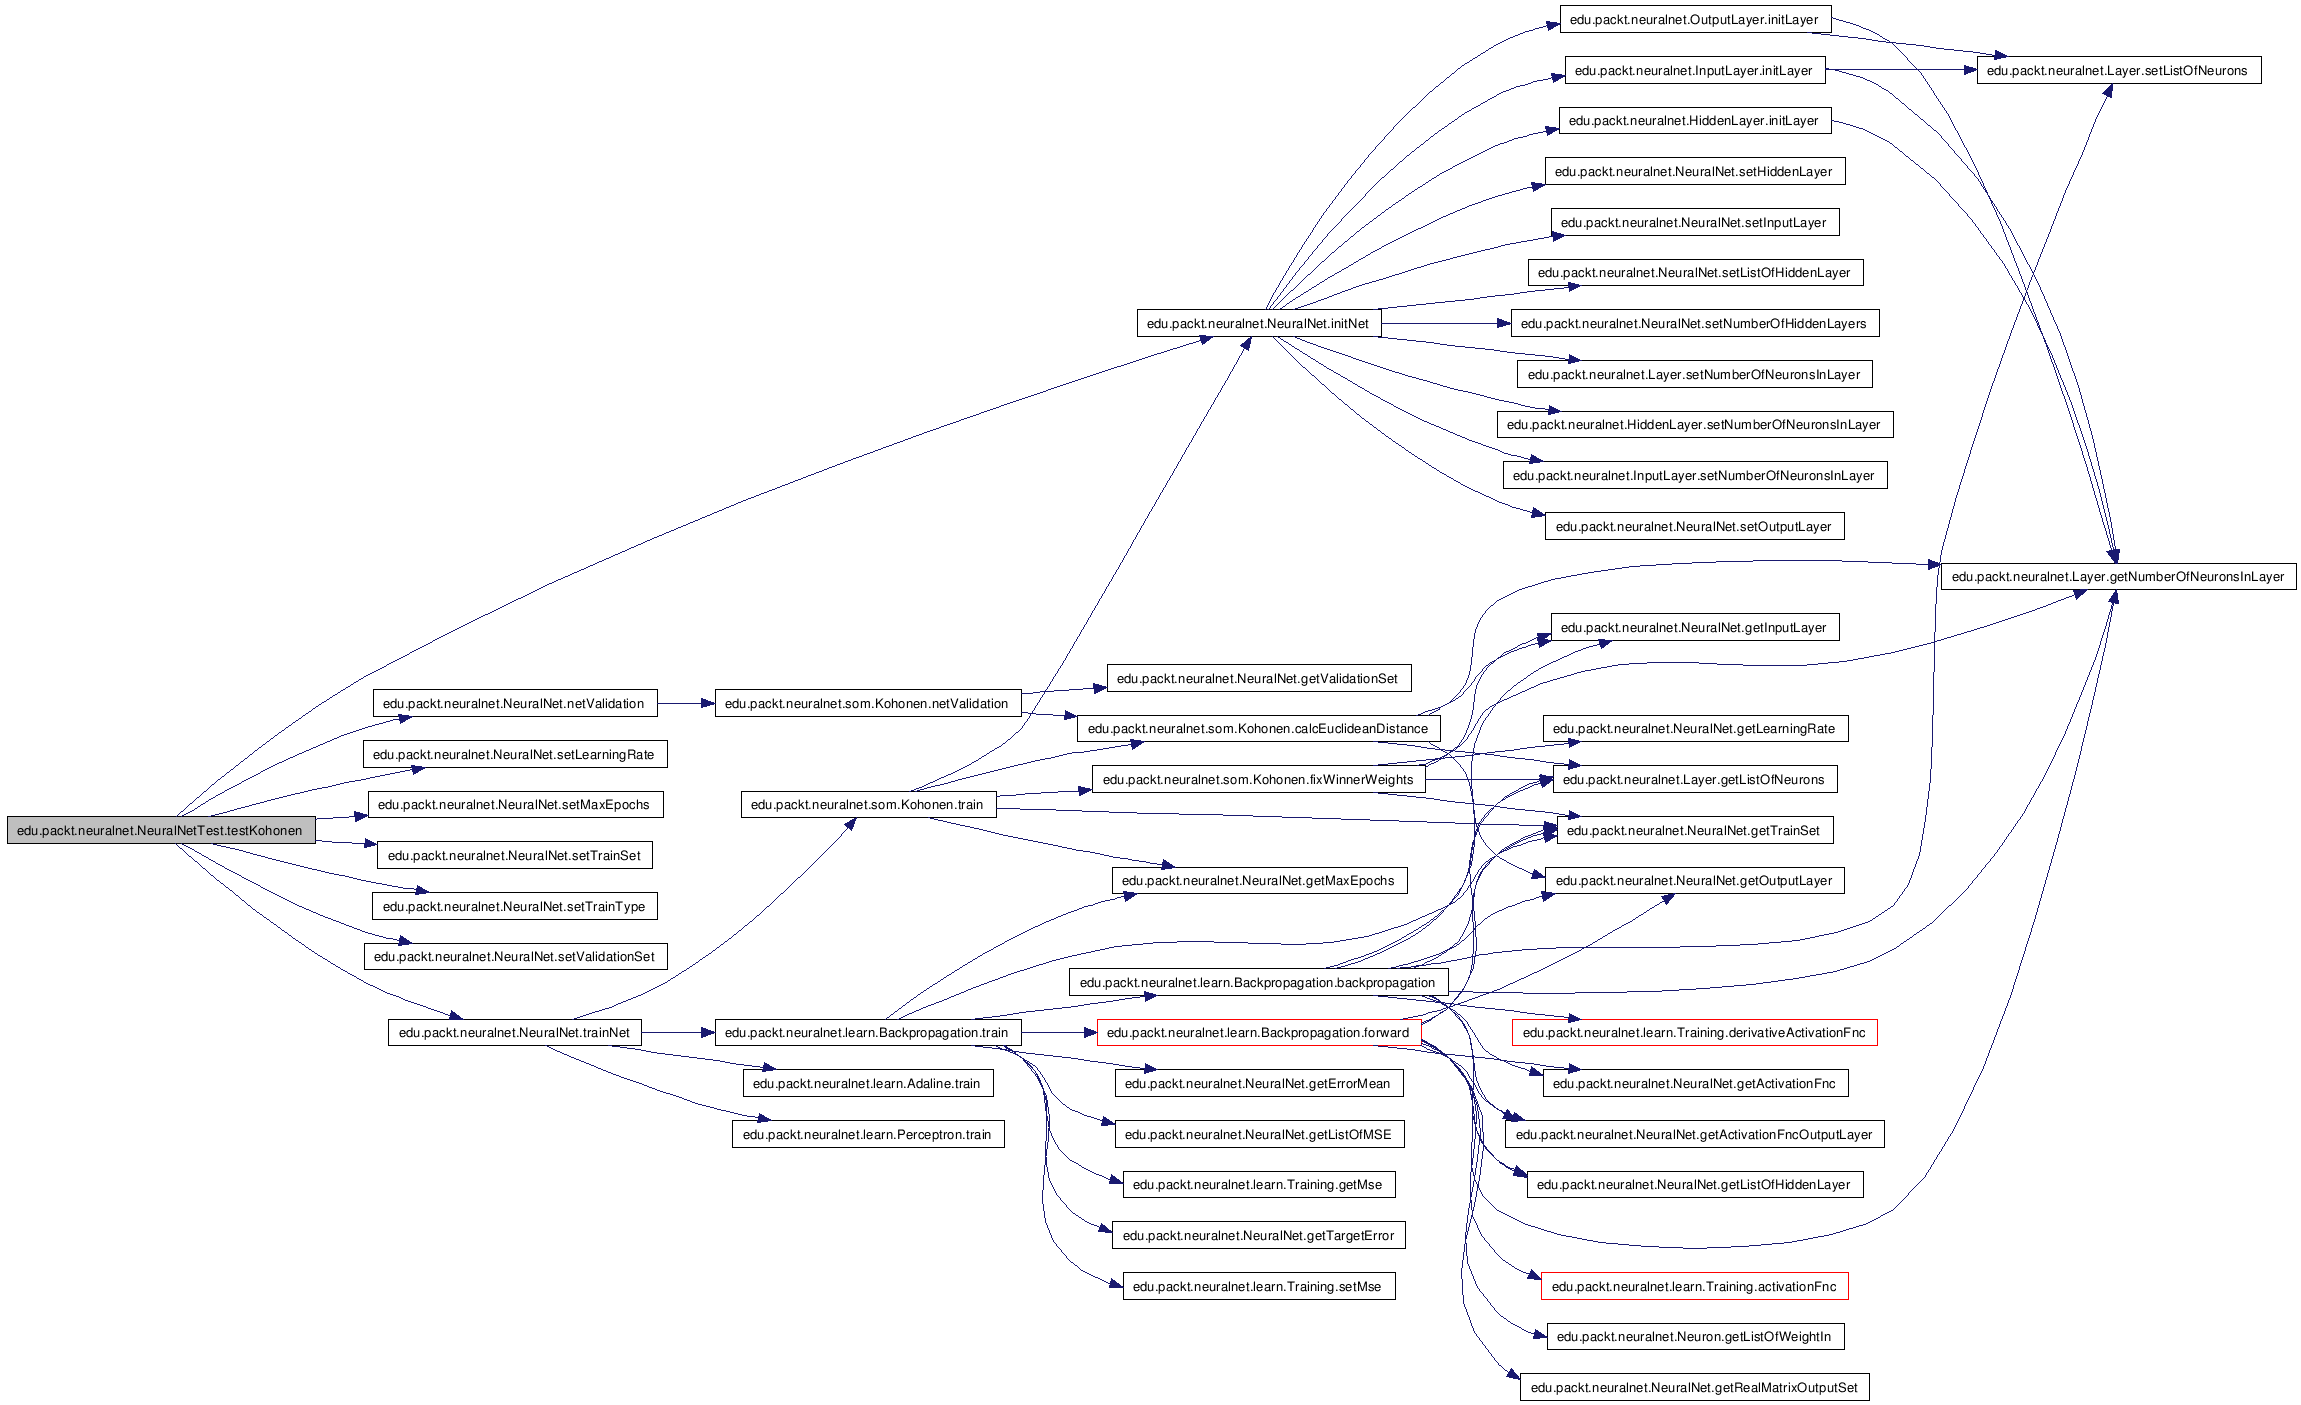 edu.packt.neuralnet.NeuralNetTest.testKohonen
edu.packt.neuralnet.NeuralNet.netValidation
edu.packt.neuralnet.NeuralNet.setLearningRate
edu.packt.neuralnet.NeuralNet.setMaxEpochs
edu.packt.neuralnet.NeuralNet.setTrainSet
edu.packt.neuralnet.NeuralNet.setTrainType
edu.packt.neuralnet.NeuralNet.setValidationSet
edu.packt.neuralnet.NeuralNet.trainNet
edu.packt.neuralnet.som.Kohonen.netValidation
edu.packt.neuralnet.som.Kohonen.train
edu.packt.neuralnet.learn.Backpropagation.train
edu.packt.neuralnet.learn.Adaline.train
edu.packt.neuralnet.learn.Perceptron.train
edu.packt.neuralnet.NeuralNet.initNet
edu.packt.neuralnet.NeuralNet.getValidationSet
edu.packt.neuralnet.som.Kohonen.calcEuclideanDistance
edu.packt.neuralnet.som.Kohonen.fixWinnerWeights
edu.packt.neuralnet.NeuralNet.getMaxEpochs
edu.packt.neuralnet.learn.Backpropagation.backpropagation
edu.packt.neuralnet.learn.Backpropagation.forward
edu.packt.neuralnet.NeuralNet.getErrorMean
edu.packt.neuralnet.NeuralNet.getListOfMSE
edu.packt.neuralnet.learn.Training.getMse
edu.packt.neuralnet.NeuralNet.getTargetError
edu.packt.neuralnet.learn.Training.setMse
edu.packt.neuralnet.OutputLayer.initLayer
edu.packt.neuralnet.InputLayer.initLayer
edu.packt.neuralnet.HiddenLayer.initLayer
edu.packt.neuralnet.NeuralNet.setHiddenLayer
edu.packt.neuralnet.NeuralNet.setInputLayer
edu.packt.neuralnet.NeuralNet.setListOfHiddenLayer
edu.packt.neuralnet.NeuralNet.setNumberOfHiddenLayers
edu.packt.neuralnet.Layer.setNumberOfNeuronsInLayer
edu.packt.neuralnet.HiddenLayer.setNumberOfNeuronsInLayer
edu.packt.neuralnet.InputLayer.setNumberOfNeuronsInLayer
edu.packt.neuralnet.NeuralNet.setOutputLayer
edu.packt.neuralnet.NeuralNet.getInputLayer
edu.packt.neuralnet.NeuralNet.getLearningRate
edu.packt.neuralnet.Layer.getListOfNeurons
edu.packt.neuralnet.NeuralNet.getTrainSet
edu.packt.neuralnet.NeuralNet.getOutputLayer
edu.packt.neuralnet.learn.Training.derivativeActivationFnc
edu.packt.neuralnet.NeuralNet.getActivationFnc
edu.packt.neuralnet.NeuralNet.getActivationFncOutputLayer
edu.packt.neuralnet.NeuralNet.getListOfHiddenLayer
edu.packt.neuralnet.learn.Training.activationFnc
edu.packt.neuralnet.Neuron.getListOfWeightIn
edu.packt.neuralnet.NeuralNet.getRealMatrixOutputSet
edu.packt.neuralnet.Layer.setListOfNeurons
edu.packt.neuralnet.Layer.getNumberOfNeuronsInLayer